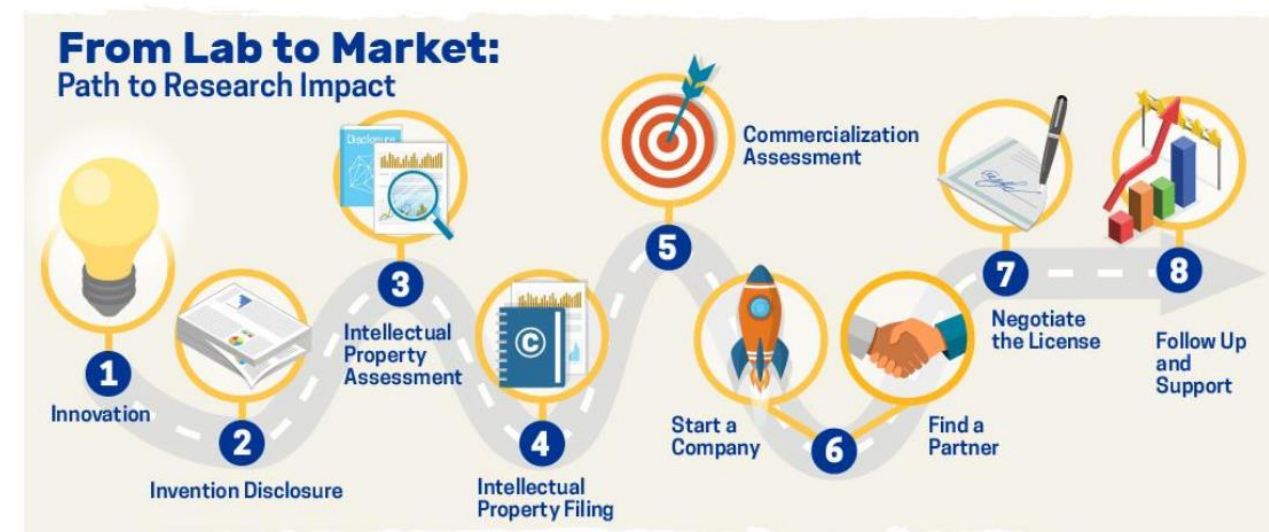 From Lab to Market:
Path to Research Impact
1
Innovation
2
Invention Disclosure
Disclosure
3
Intellectual
Property
Assessment
©
4
Intellectual
Property Filing
5
Commercialization
Assessment
Start a
Company
6
Find a
Partner
7
Negotiate
the License
8
Follow Up
and
Support